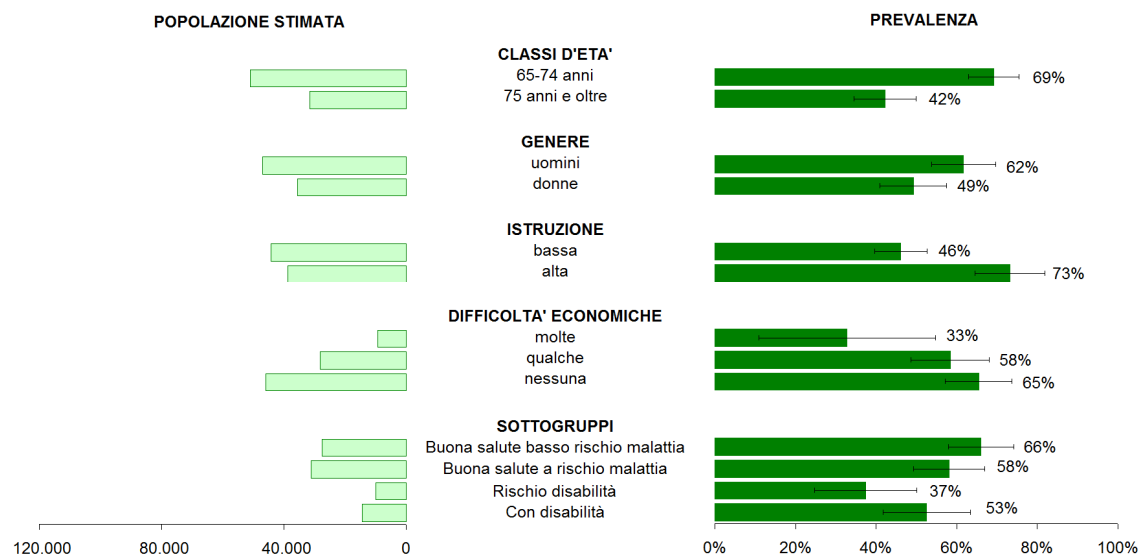 POPOLAZIONE STIMATA
PREVALENZA
CLASSI D'ETA'
65-74 anni
69%
75 anni e oltre
42%
GENERE
uomini
62%
donne
49%
ISTRUZIONE
bassa
46%
alta
73%
DIFFICOLTA' ECONOMICHE
molte
33%
qualche
58%
nessuna
65%
SOTTOGRUPPI
Buona salute basso rischio malattia
66%
Buona salute a rischio malattia
58%
Rischio disabilità
37%
Con disabilità
53%
120.000 80.000 40.000 0
0% 20% 40% 60% 80% 100%